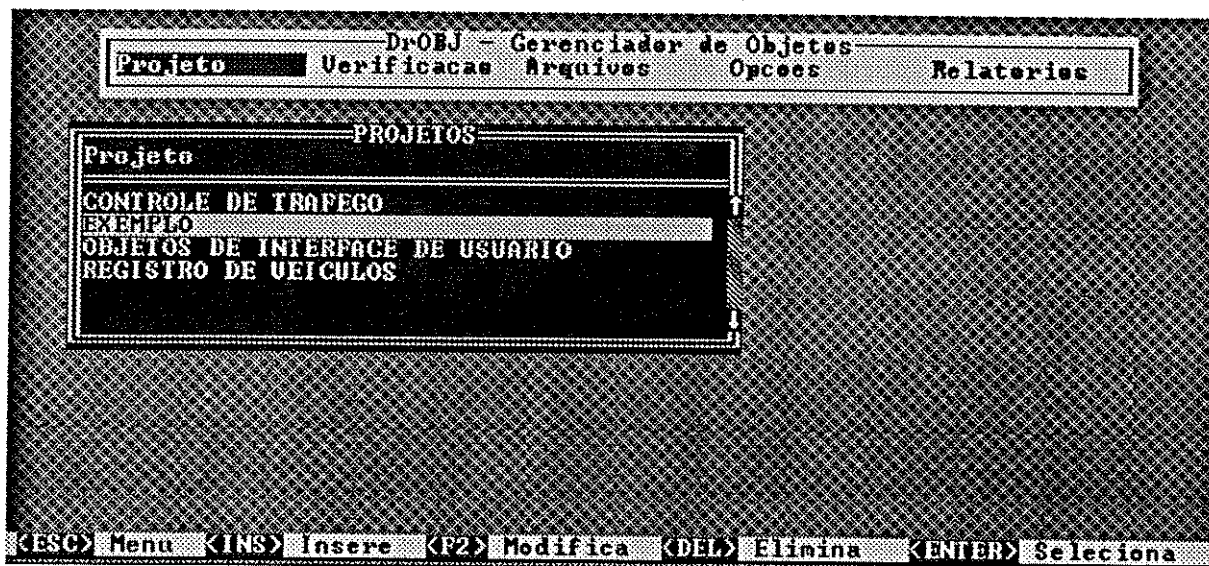 DrOBJ - Gerenciador de Objetos
Projeto Verificacao Arquivos Opcoes Relatorios
PROJETOS
Projeto
CONTROLE DE TRAFEGO
EXEMPLO
OBJETOS DE INTERFACE DE USUARIO
REGISTRO DE VEICULOS
<ESC> Menu <INS> Insere <F2> Modifica <DEL> Elimina <ENTER> Seleciona